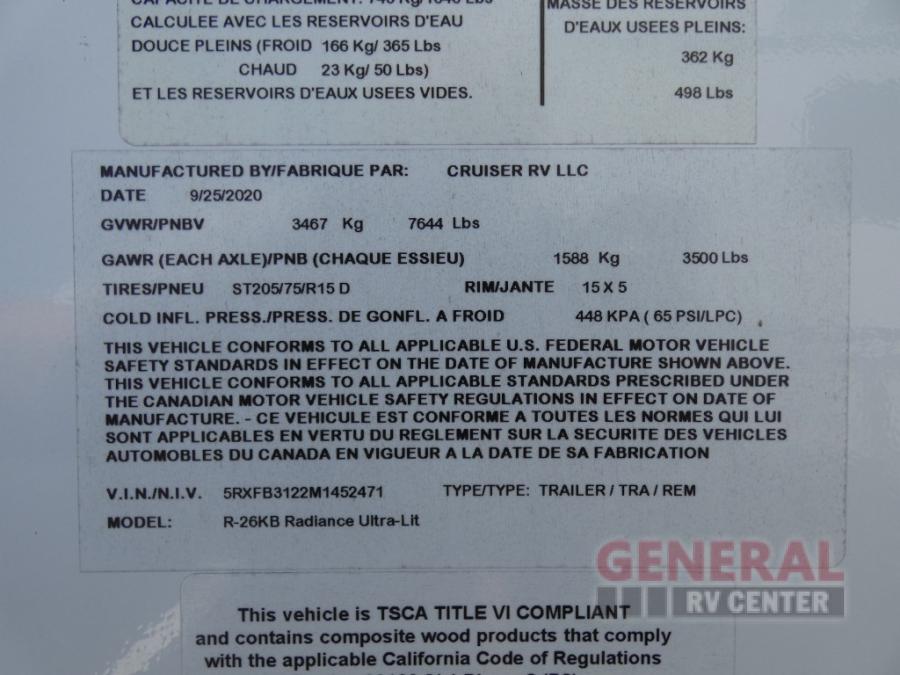 CAPACITE DE CHARGEMENT:
CALCULEE AVEC LES RESERVOIRS D'EAU
DOUCE PLEINS (FROID 166 Kg/ 365 Lbs
CHAUD 23 Kg/ 50 Lbs)
ET LES RESERVOIRS D'EAUX USEES VIDES.
MASSE DES RESERVOIRS
D'EAUX USEES PLEINS:
362 Kg
498 Lbs
MANUFACTURED BY/FABRIQUE PAR: CRUISER RV LLC
DATE 9/25/2020
GVWR/PNBV 3467 Kg 7644 Lbs
GAWR (EACH AXLE)/PNB (CHAQUE ESSIEU) 1588 Kg 3500 Lbs
TIRES/PNEU ST205/75/R15 D RIM/JANTE 15 X 5
COLD INFL. PRESS./PRESS. DE GONFL. A FROID 448 KPA ( 65 PSI/LPC)
THIS VEHICLE CONFORMS TO ALL APPLICABLE U.S. FEDERAL MOTOR VEHICLE
SAFETY STANDARDS IN EFFECT ON THE DATE OF MANUFACTURE SHOWN ABOVE.
THIS VEHICLE CONFORMS TO ALL APPLICABLE STANDARDS PRESCRIBED UNDER
THE CANADIAN MOTOR VEHICLE SAFETY REGULATIONS IN EFFECT ON DATE OF
MANUFACTURE. - CE VEHICULE EST CONFORME A TOUTES LES NORMES QUI LUI
SONT APPLICABLES EN VERTU DU REGLEMENT SUR LA SECURITE DES VEHICLES
AUTOMOBILES DU CANADA EN VIGUEUR A LA DATE DE SA FABRICATION
V.I.N./N.I.V. 5RXFB3122M1452471 TYPE/TYPE: TRAILER / TRA / REM
MODEL: R-26KB Radiance Ultra-Lit
GENERAL
RV CENTER
This vehicle is TSCA TITLE VI COMPLIANT
and contains composite wood products that comply
with the applicable California Code of Regulations